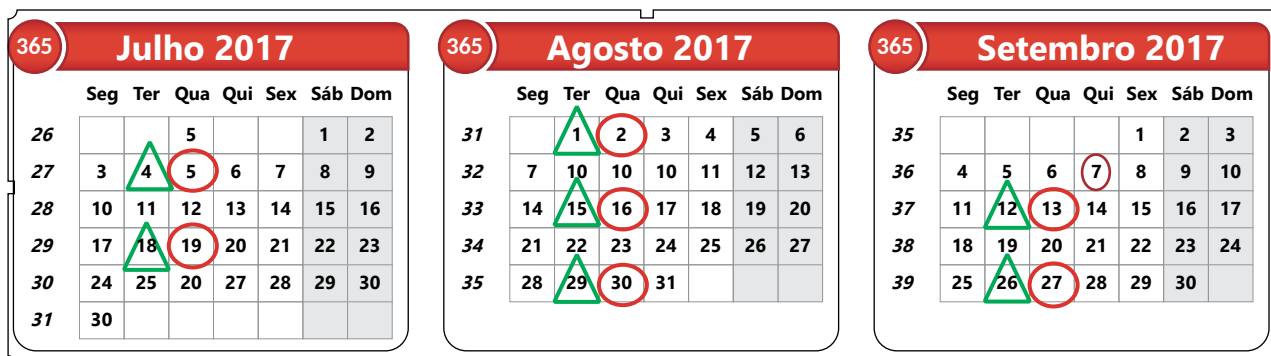 365 Julho 2017
Seg Ter Qua Qui Sex Sáb Dom
26 5 1 2
27 3 4 5 6 7 8 9
28 10 11 12 13 14 15 16
29 17 18 19 20 21 22 23
30 24 25 20 27 28 29 30
31 30
365 Agosto 2017
Seg Ter Qua Qui Sex Sáb Dom
31 1 2 3 4 5 6
32 7 10 10 10 11 12 13
33 14 15 16 17 18 19 20
34 21 22 23 24 25 26 27
35 28 29 30 31
365 Setembro 2017
Seg Ter Qua Qui Sex Sáb Dom
35 1 2 3
36 4 5 6 7 8 9 10
37 11 12 13 14 15 16 17
38 18 19 20 21 22 23 24
39 25 26 27 28 29 30